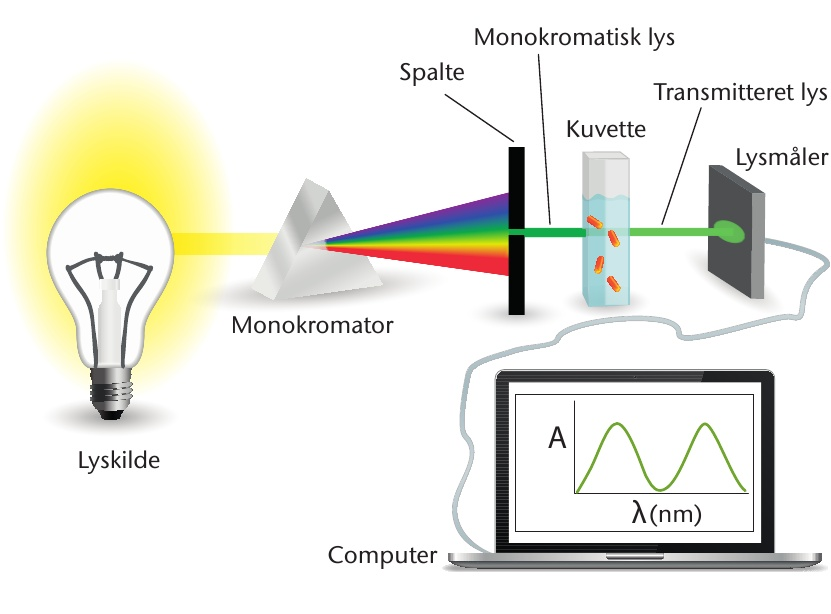 Monokromatisk lys
Spalte
Transmitteret lys
Kuvette
Lysmåler
Monokromator
Lyskilde
A
λ(nm)
Computer